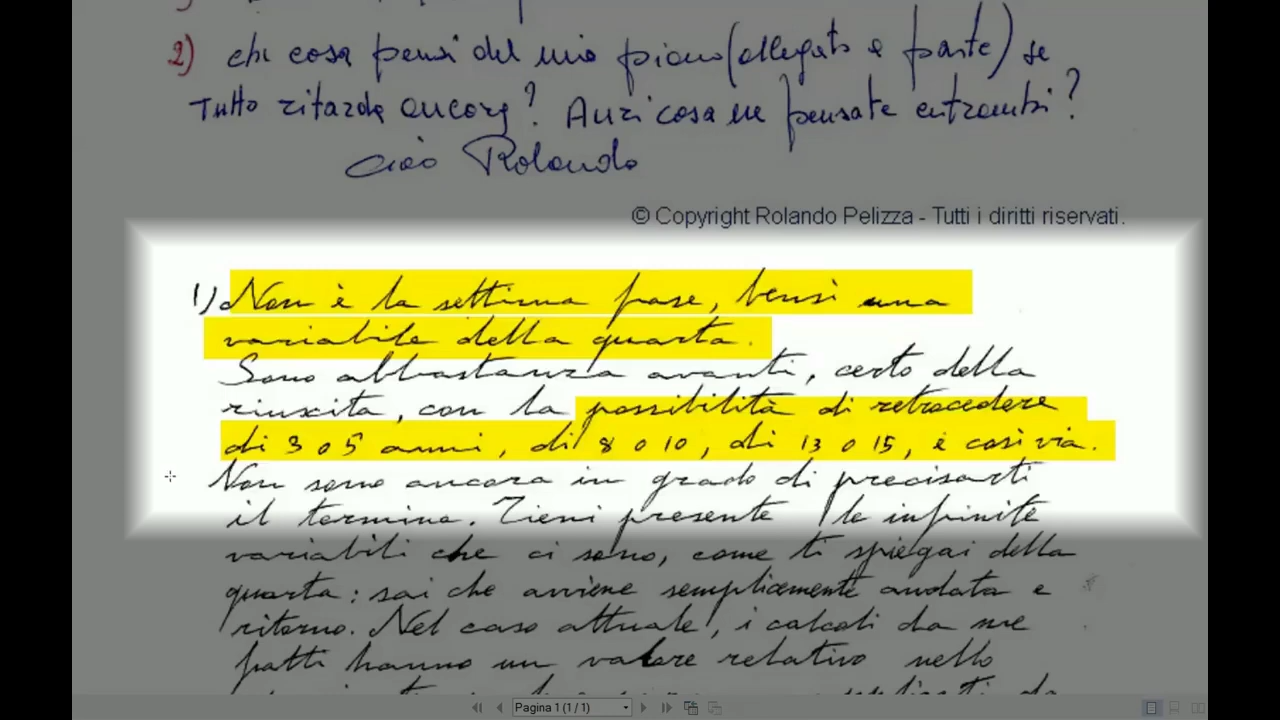 2) che cosa pensi del mio piano (allegato a parte) se
Tutto ritarda ancora? Anzi cosa ne pensate entrambi?
ciao Rolando
© Copyright Rolando Pelizza - Tutti i diritti riservati.
1) Non è la settima fase, bensì una
variabile della quarta.
Sono abbastanza avanti, certo della
riuscita, con la possibilità di retrocedere
di 3 o 5 anni, di 8 o 10, di 13 o 15, e così via.
Non sono ancora in grado di precisarti
il termine. Tieni presente le infinite
variabili che ci sono, come ti spiegai della
quarta: sai che avviene semplicemente andata e
ritorno. Nel caso attuale, i calcoli da me
fatti hanno un valore relativo nello
Pagina 1 (1 / 1)